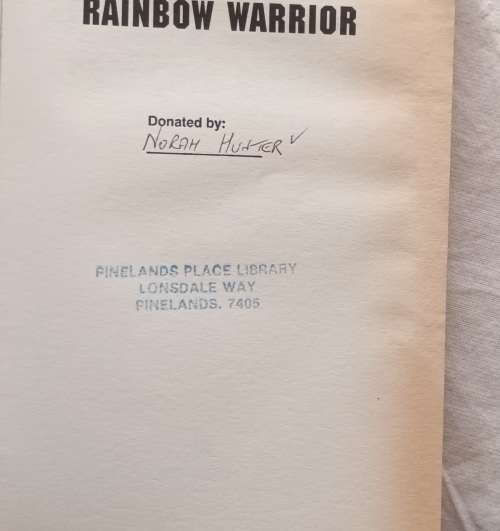 RAINBOW WARRIOR
Donated by:
NORAH HUNTER ✓
PINELANDS PLACE LIBRARY
LONSDALE WAY
PINELANDS. 7405